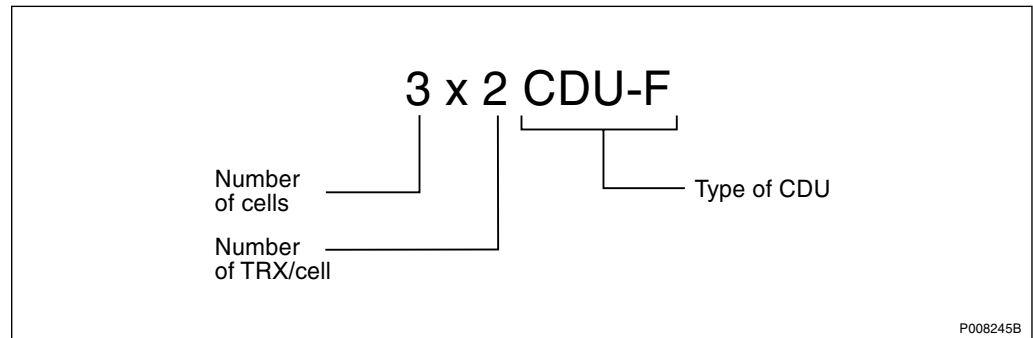 3 x 2 CDU-F
Number
of cells
Type of CDU
Number
of TRX/cell
P008245B